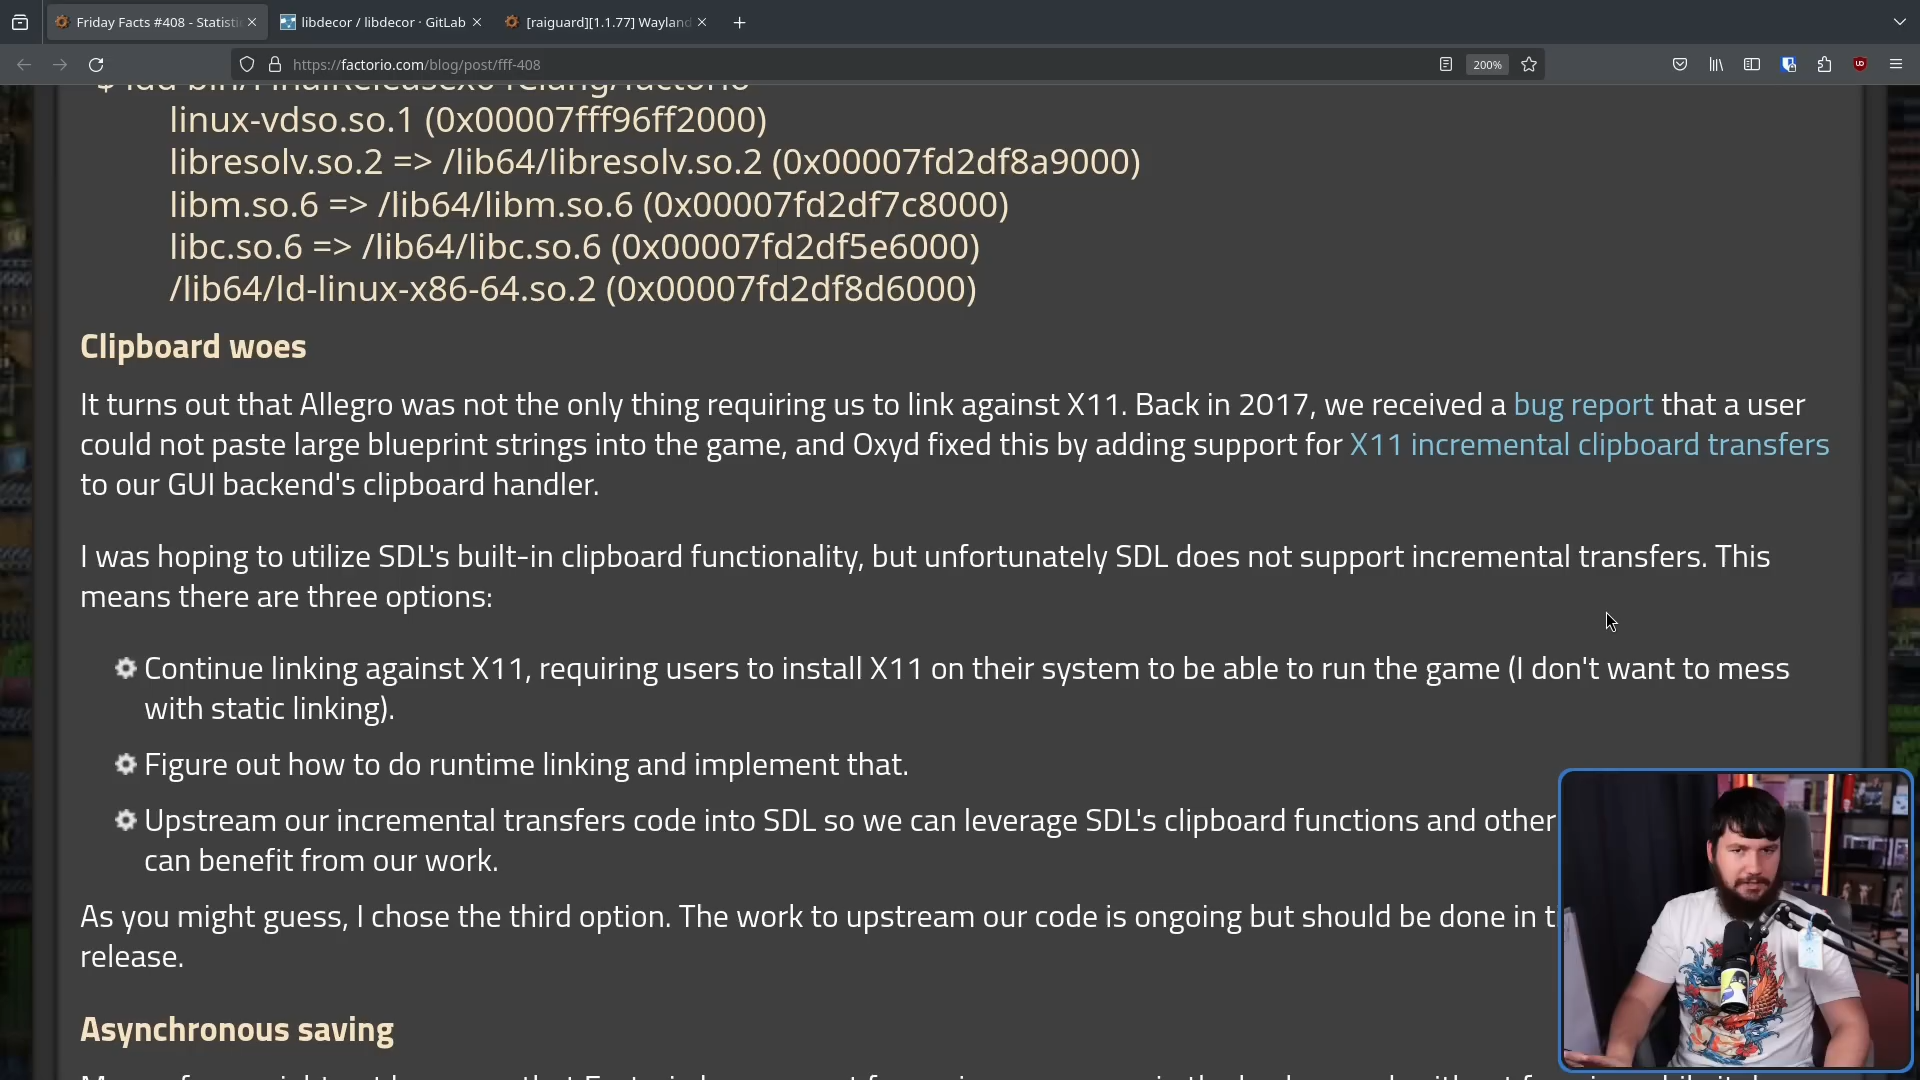 Friday Facts #408 - Statisti
libdecor / libdecor · GitLab
[raiguard][1.1.77] Wayland
https://factorio.com/blog/post/fff-408
200%
linux-vdso.so.1 (0x00007fff96ff2000)
libresolv.so.2 => /lib64/libresolv.so.2 (0x00007fd2df8a9000)
libm.so.6 => /lib64/libm.so.6 (0x00007fd2df7c8000)
libc.so.6 => /lib64/libc.so.6 (0x00007fd2df5e6000)
/lib64/ld-linux-x86-64.so.2 (0x00007fd2df8d6000)
Clipboard woes
It turns out that Allegro was not the only thing requiring us to link against X11. Back in 2017, we received a bug report that a user
could not paste large blueprint strings into the game, and Oxyd fixed this by adding support for X11 incremental clipboard transfers
to our GUI backend's clipboard handler.
I was hoping to utilize SDL's built-in clipboard functionality, but unfortunately SDL does not support incremental transfers. This
means there are three options:
Continue linking against X11, requiring users to install X11 on their system to be able to run the game (I don't want to mess
with static linking).
Figure out how to do runtime linking and implement that.
Upstream our incremental transfers code into SDL so we can leverage SDL's clipboard functions and other
can benefit from our work.
As you might guess, I chose the third option. The work to upstream our code is ongoing but should be done in t
release.
Asynchronous saving